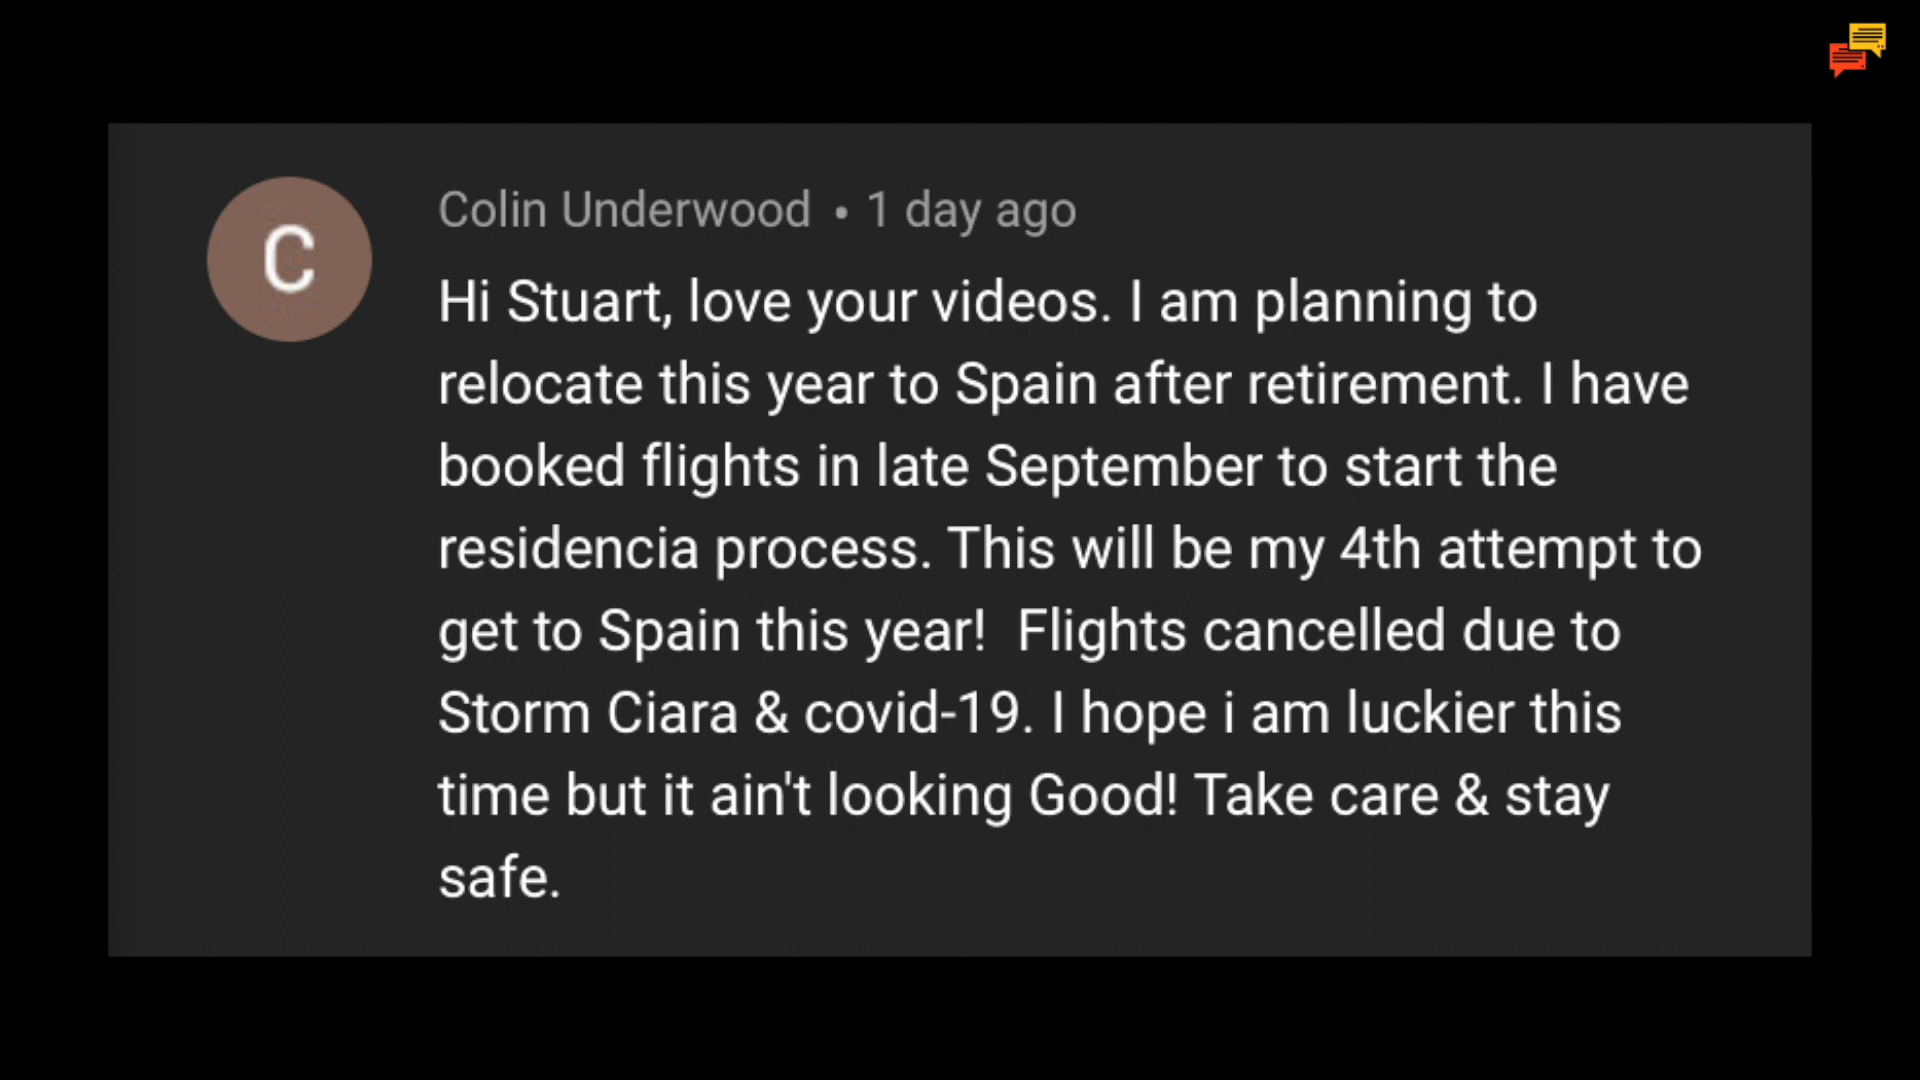 C
Colin Underwood • 1 day ago
Hi Stuart, love your videos. I am planning to
relocate this year to Spain after retirement. I have
booked flights in late September to start the
residencia process. This will be my 4th attempt to
get to Spain this year!  Flights cancelled due to
Storm Ciara & covid-19. I hope i am luckier this
time but it ain't looking Good! Take care & stay
safe.